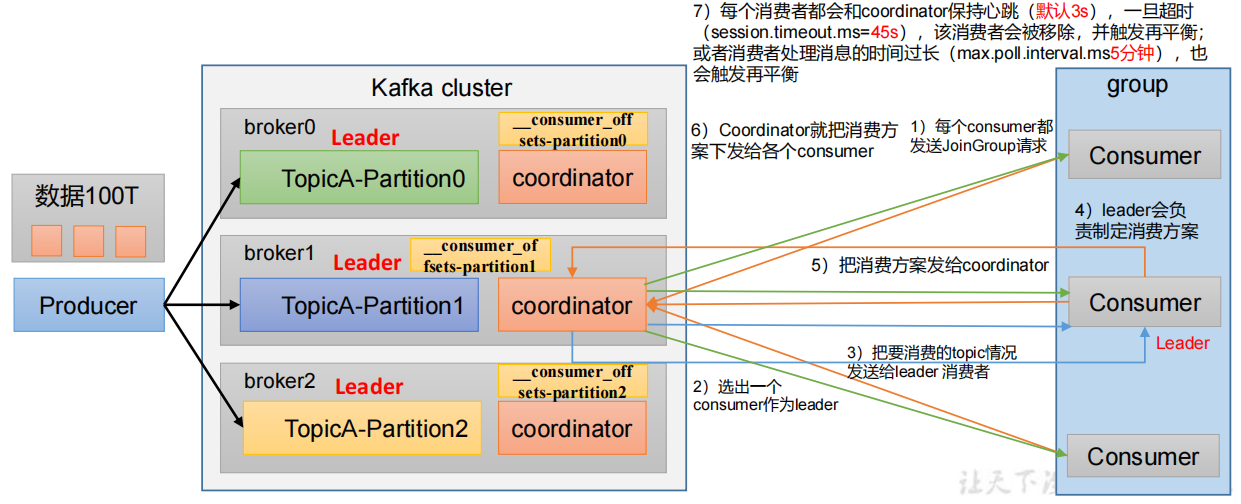 7）每个消费者都会和coordinator保持心跳（默认3s），一旦超时
（session.timeout.ms=45s），该消费者会被移除，并触发再平衡；
或者消费者处理消息的时间过长（max.poll.interval.ms5分钟），也
会触发再平衡
Kafka cluster
group
broker0
Leader
__consumer_off
sets-partition0
TopicA-Partition0
coordinator
6）Coordinator就把消费方
案下发给各个consumer
1）每个consumer都
发送JoinGroup请求
Consumer
数据100T
4）leader会负
责制定消费方案
broker1
Leader
__consumer_of
fsets-partition1
5）把消费方案发给coordinator
Producer
TopicA-Partition1
coordinator
Consumer
Leader
3）把要消费的topic情况
发送给leader 消费者
broker2
Leader
__consumer_off
sets-partition2
2）选出一个
consumer作为leader
TopicA-Partition2
coordinator
Consumer
让天下